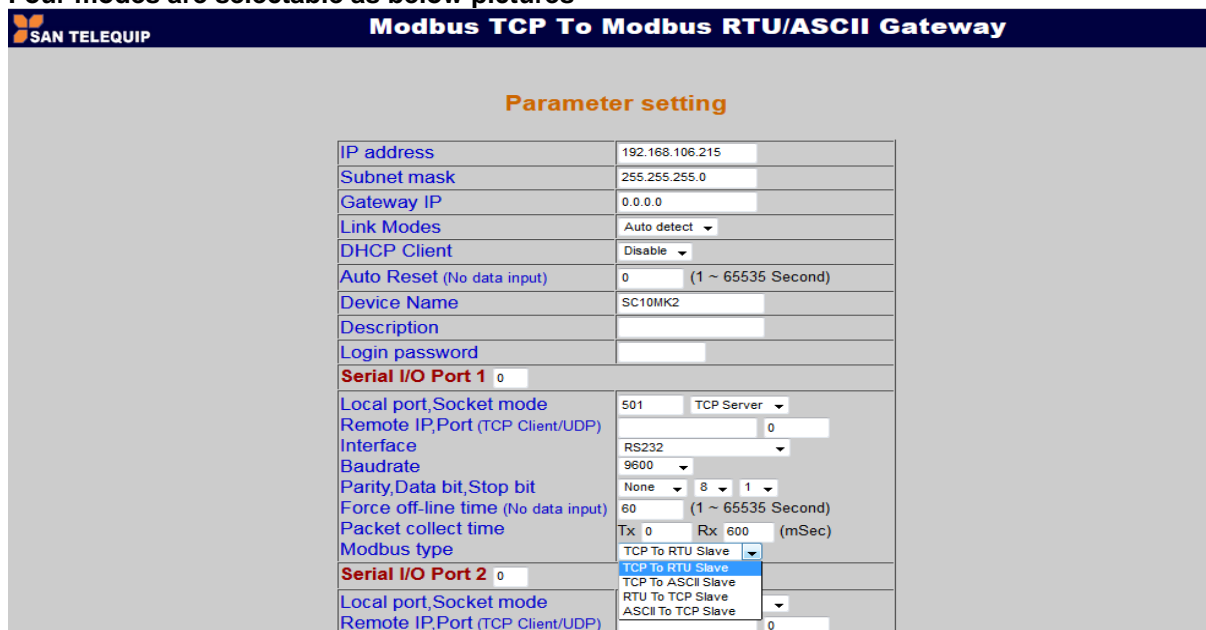 Four modes are selectable as below pictures
SAN TELEQUIP
Modbus TCP To Modbus RTU/ASCII Gateway
Parameter setting
IP address 192.168.106.215
Subnet mask 255.255.255.0
Gateway IP 0.0.0.0
Link Modes Auto detect
DHCP Client Disable
Auto Reset (No data input) 0 (1 ~ 65535 Second)
Device Name SC10MK2
Description
Login password
Serial I/O Port 1 0
Local port,Socket mode 501 TCP Server
Remote IP,Port (TCP Client/UDP) 0
Interface RS232
Baudrate 9600
Parity,Data bit,Stop bit None 8 1
Force off-line time (No data input) 60 (1 ~ 65535 Second)
Packet collect time Tx 0 Rx 600 (mSec)
Modbus type TCP To RTU Slave
TCP To RTU Slave
Serial I/O Port 2 0
TCP To ASCII Slave
RTU To TCP Slave
Local port,Socket mode
ASCII To TCP Slave
Remote IP,Port (TCP Client/UDP) 0